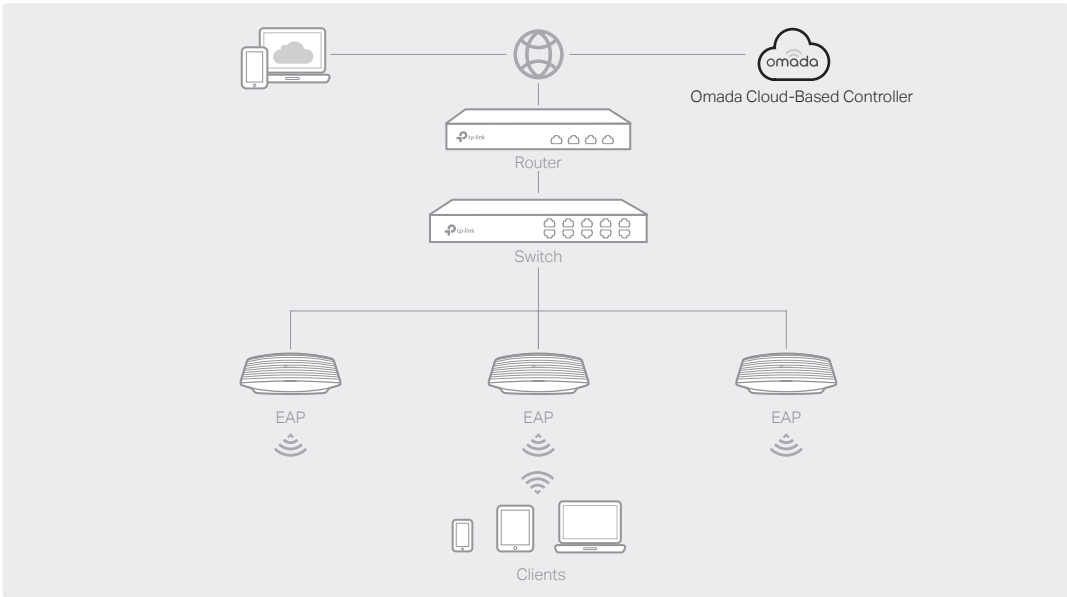 omada
Omada Cloud-Based Controller
tp-link
Router
tp-link
Switch
EAP
EAP
EAP
Clients